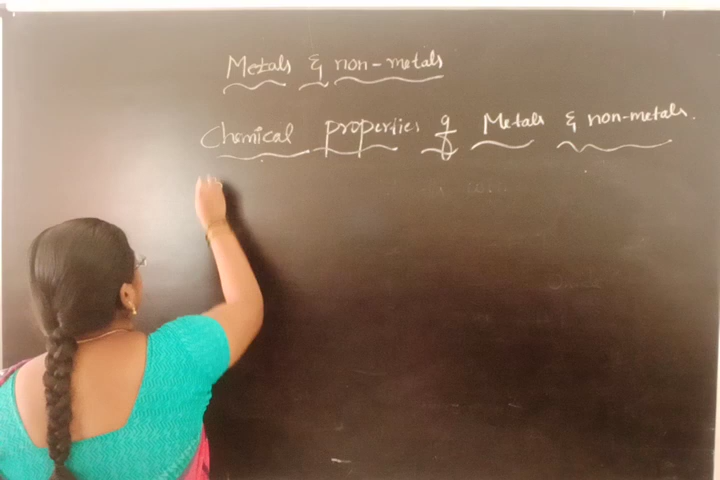 Metals & non-metals
Chemical properties of Metals & non-metals.